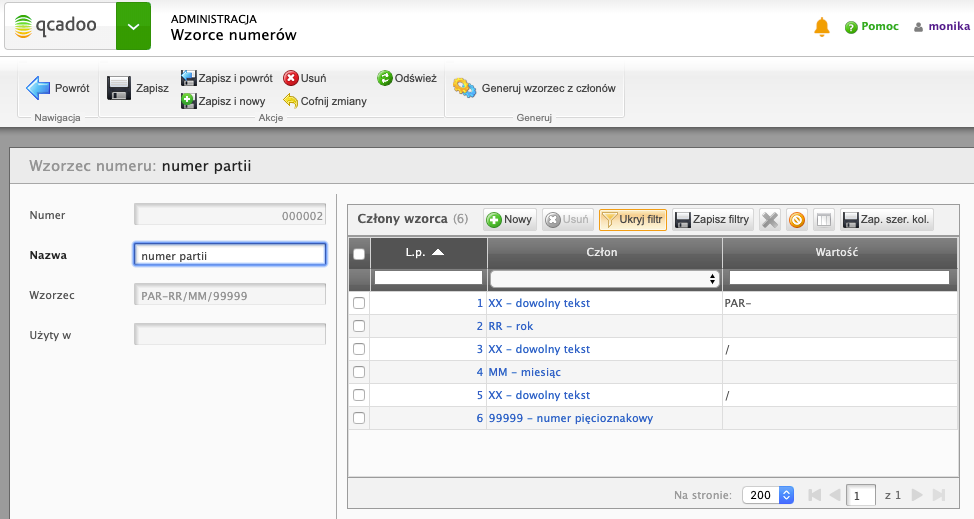 qcadoo
ADMINISTRACJA
Wzorce numerów
Pomoc
monika
Powrót
Nawigacja
Zapisz
Zapisz i powrót
Usuń
Odśwież
Zapisz i nowy
Cofnij zmiany
Akcje
Generuj wzorzec z członów
Generuj
Wzorzec numeru: numer partii
Numer 000002
Nazwa numer partii
Wzorzec PAR-RR/MM/99999
Użyty w
Człony wzorca (6) Nowy Usuń Ukryj filtr Zapisz filtry Zap. szer. kol.
L.p. Człon Wartość
1 XX - dowolny tekst PAR-
2 RR - rok
3 XX - dowolny tekst /
4 MM - miesiąc
5 XX - dowolny tekst /
6 99999 - numer pięcioznakowy
Na stronie: 200 1 z 1